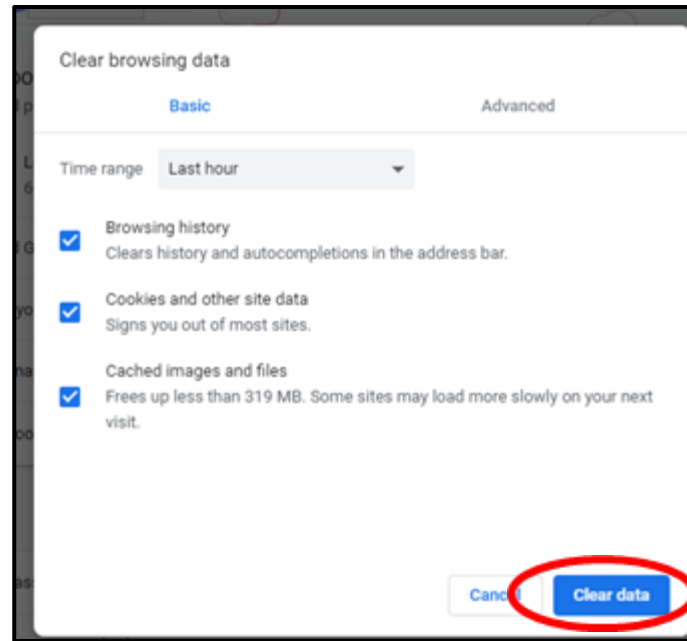 Clear browsing data
Basic
Advanced
Time range
Last hour
Browsing history
Clears history and autocompletions in the address bar.
Cookies and other site data
Signs you out of most sites.
Cached images and files
Frees up less than 319 MB. Some sites may load more slowly on your next
visit.
Cancel
Clear data